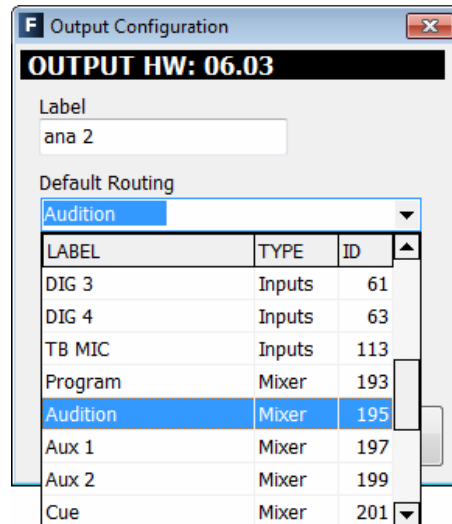 F Output Configuration
OUTPUT HW: 06.03
Label
ana 2
Default Routing
Audition
LABEL TYPE ID
DIG 3 Inputs 61
DIG 4 Inputs 63
TB MIC Inputs 113
Program Mixer 193
Audition Mixer 195
Aux 1 Mixer 197
Aux 2 Mixer 199
Cue Mixer 201